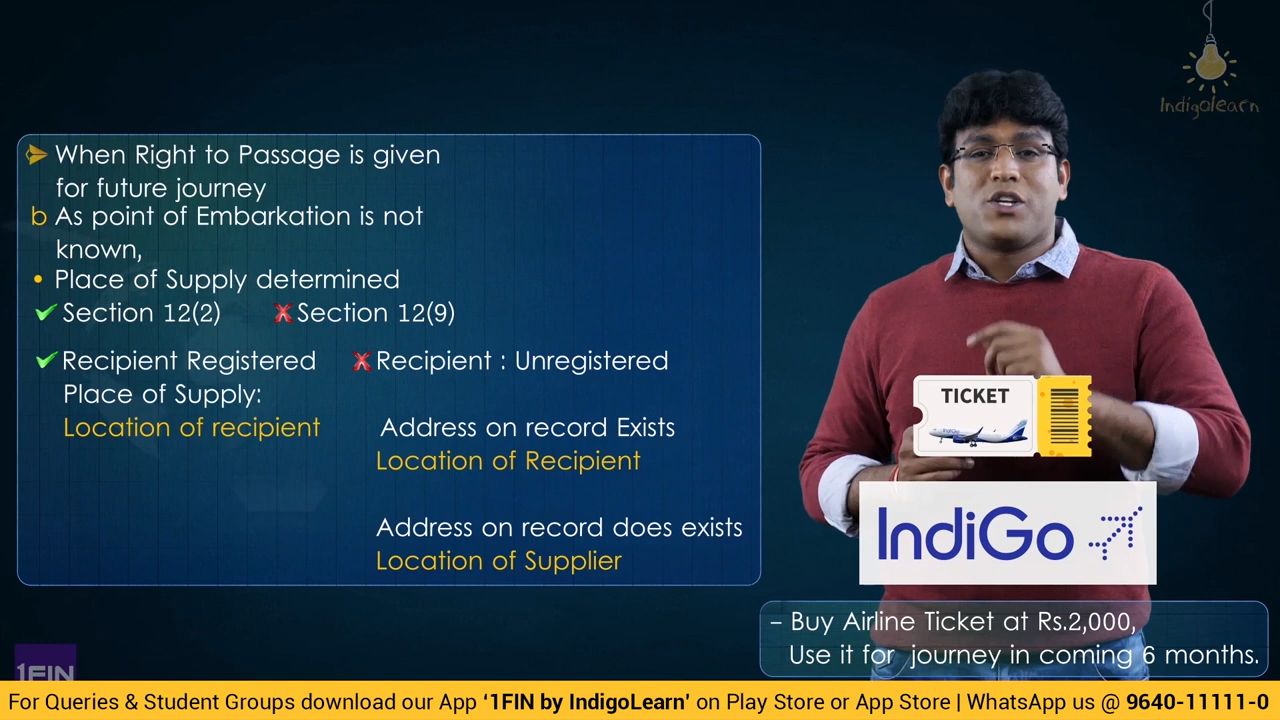 Indigolearn
When Right to Passage is given
for future journey
b As point of Embarkation is not
known,
• Place of Supply determined
Section 12(2) Section 12(9)
Recipient Registered Recipient : Unregistered
Place of Supply:
Location of recipient Address on record Exists
Location of Recipient
Address on record does exists
Location of Supplier
TICKET
IndiGo
IndiGo
– Buy Airline Ticket at Rs.2,000,
Use it for journey in coming 6 months.
1FIN
For Queries & Student Groups download our App ‘1FIN by IndigoLearn’ on Play Store or App Store | WhatsApp us @ 9640-11111-0